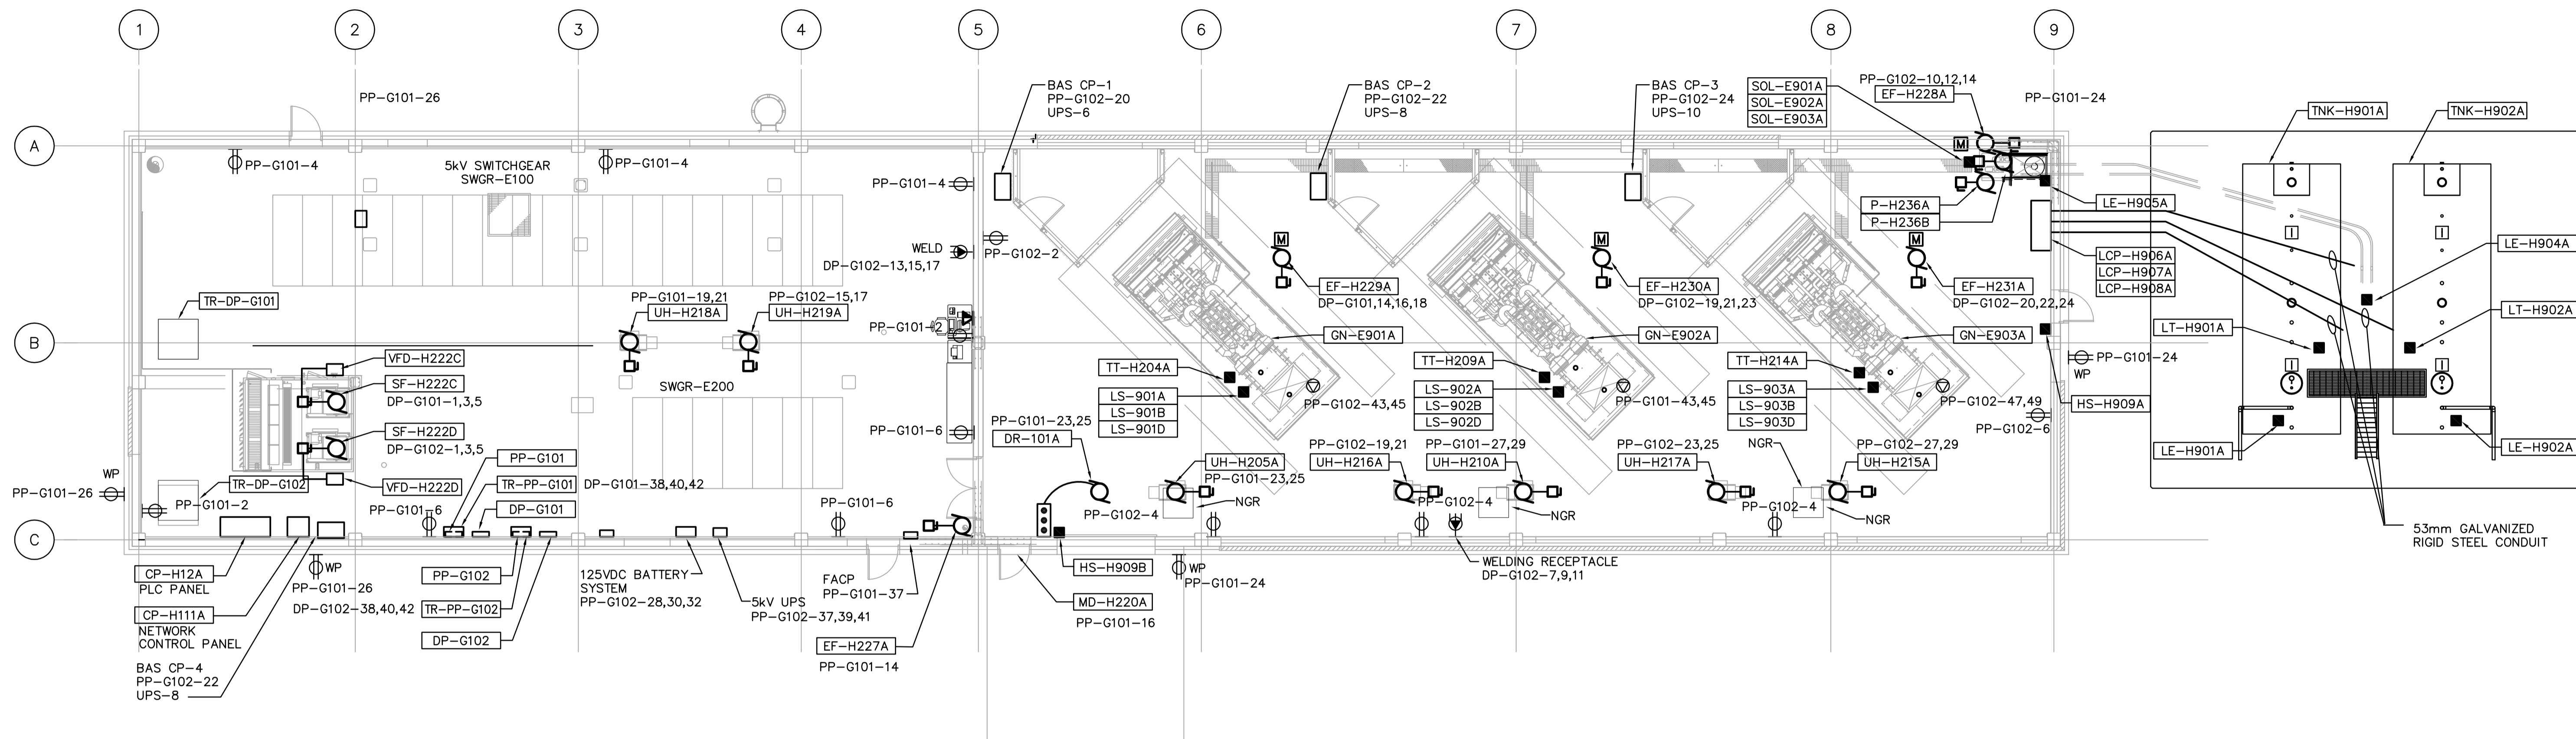 1
2
3
4
5
6
7
8
9
A
B
C
PP-G101-26
BAS CP-1
PP-G102-20
UPS-6
BAS CP-2
PP-G102-22
UPS-8
BAS CP-3
PP-G102-24
UPS-10
SOL-E901A
SOL-E902A
SOL-E903A
PP-G102-10,12,14
EF-H228A
PP-G101-24
TNK-H901A
TNK-H902A
PP-G101-4
5kV SWITCHGEAR
SWGR-E100
PP-G101-4
PP-G101-4
M
P-H236A
P-H236B
LE-H905A
WELD
DP-G102-13,15,17
PP-G102-2
M
M
M
I
I
LE-H904A
LCP-H906A
LCP-H907A
LCP-H908A
EF-H229A
DP-G101,14,16,18
EF-H230A
DP-G102-19,21,23
EF-H231A
DP-G102-20,22,24
TR-DP-G101
PP-G101-19,21
UH-H218A
PP-G102-15,17
UH-H219A
PP-G101-2
GN-E901A
GN-E902A
GN-E903A
LT-H901A
LT-H902A
VFD-H222C
SF-H222C
DP-G101-1,3,5
SWGR-E200
TT-H204A
TT-H209A
TT-H214A
PP-G101-24
WP
I
I
LS-901A
LS-901B
LS-901D
PP-G102-43,45
LS-902A
LS-902B
LS-902D
PP-G101-43,45
LS-903A
LS-903B
LS-903D
PP-G102-47,49
HS-H909A
PP-G102-6
SF-H222D
DP-G102-1,3,5
PP-G101-6
PP-G101-23,25
DR-101A
LE-H901A
LE-H902A
WP
PP-G101-26
PP-G101-2
TR-DP-G102
VFD-H222D
PP-G101-6
PP-G101
TR-PP-G101
DP-G101-38,40,42
DP-G101
PP-G101-6
PP-G102-4
UH-H205A
PP-G101-23,25
NGR
PP-G102-19,21
UH-H216A
PP-G102-4
PP-G101-27,29
UH-H210A
NGR
PP-G102-23,25
UH-H217A
PP-G102-4
NGR
PP-G102-27,29
UH-H215A
NGR
53mm GALVANIZED
RIGID STEEL CONDUIT
CP-H12A
PLC PANEL
CP-H111A
NETWORK
CONTROL PANEL
BAS CP-4
PP-G102-22
UPS-8
WP
PP-G101-26
DP-G102-38,40,42
PP-G102
TR-PP-G102
DP-G102
125VDC BATTERY
SYSTEM
PP-G102-28,30,32
5kV UPS
PP-G102-37,39,41
FACP
PP-G101-37
EF-H227A
PP-G101-14
HS-H909B
MD-H220A
PP-G101-16
WP
PP-G101-24
WELDING RECEPTACLE
DP-G102-7,9,11